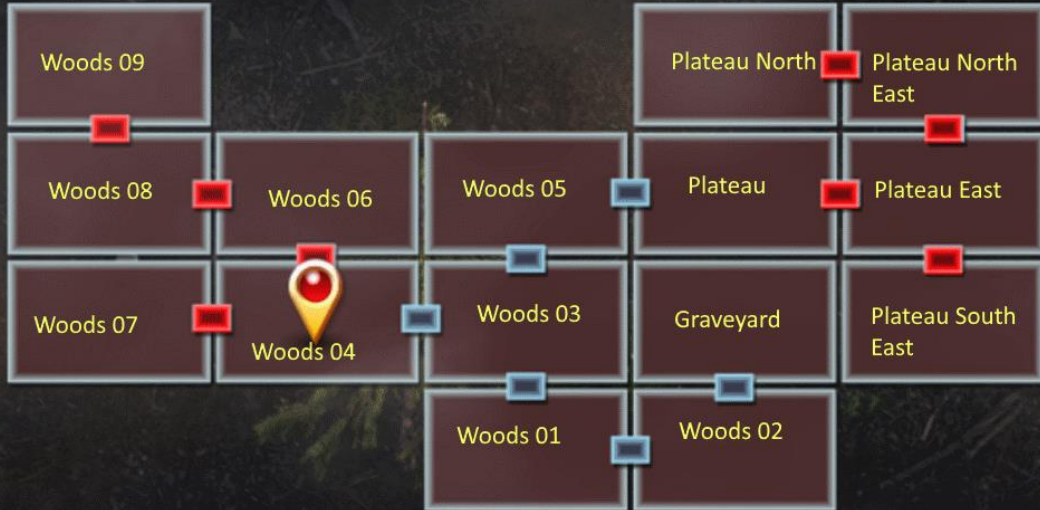 Woods 09
Plateau North
Plateau North
East
Woods 08
Woods 06
Woods 05
Plateau
Plateau East
Woods 07
Woods 04
Woods 03
Graveyard
Plateau South
East
Woods 01
Woods 02